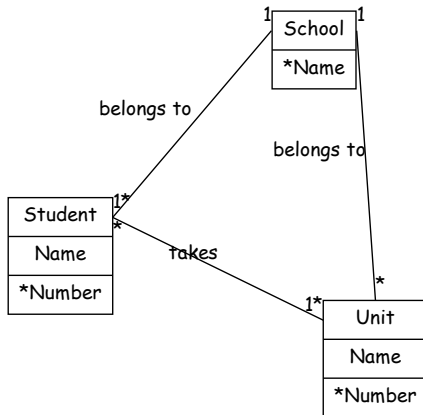 1 School 1
*Name
belongs to
belongs to
1*
Student
*
Name
takes
*Number
*
1*
Unit
Name
*Number